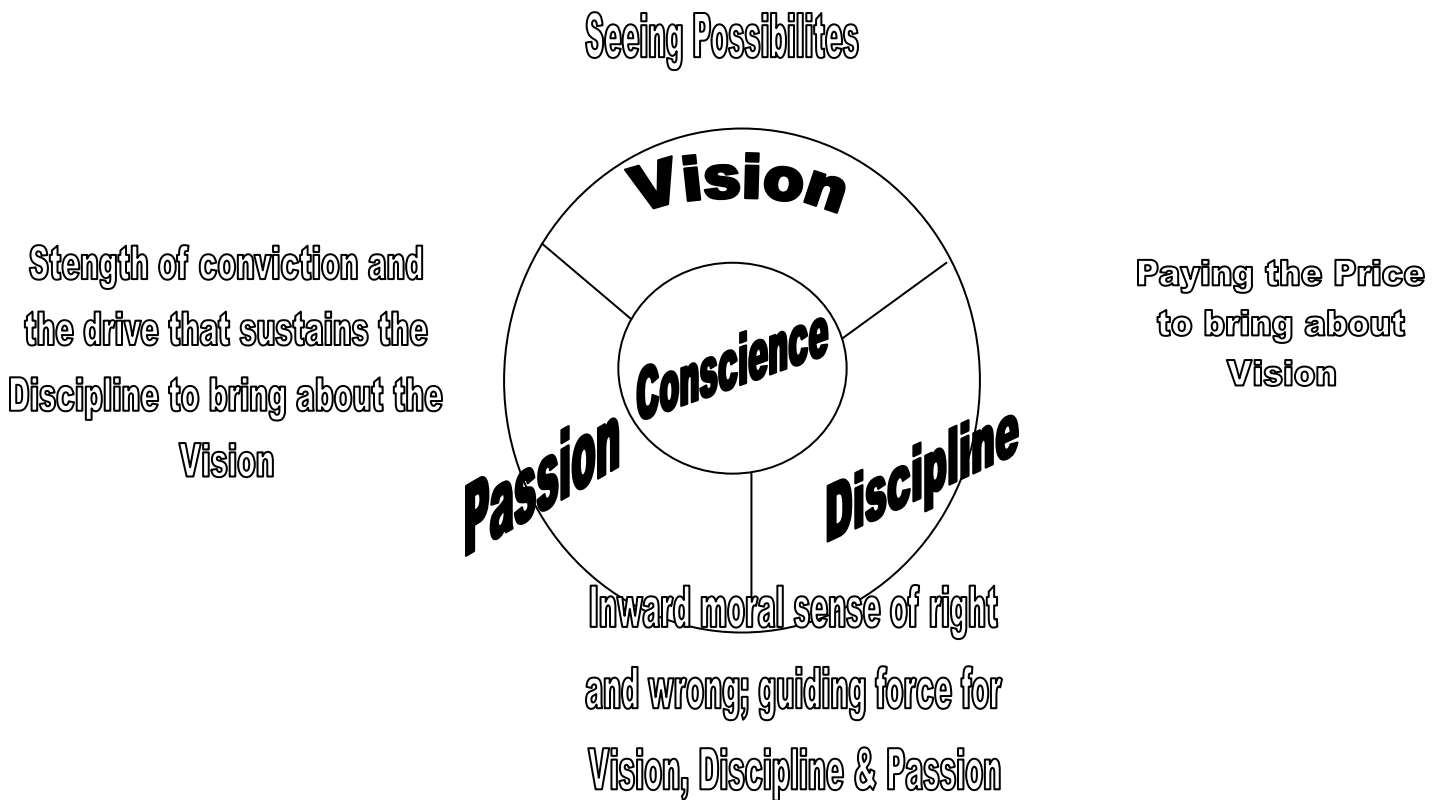 Seeing Possibilites
Vision
Stength of conviction and
the drive that sustains the
Discipline to bring about the
Vision
Paying the Price
to bring about
Vision
Conscience
Passion
Discipline
Inward moral sense of right
and wrong; guiding force for
Vision, Discipline & Passion